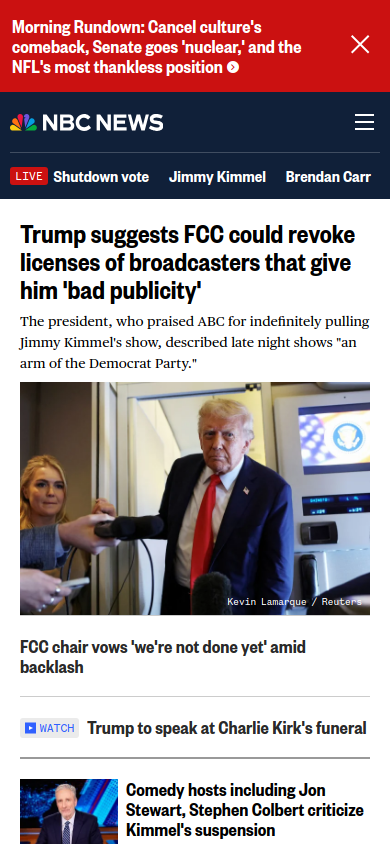 Morning Rundown: Cancel culture's
comeback, Senate goes 'nuclear,' and the
NFL's most thankless position
NBC NEWS
LIVE Shutdown vote Jimmy Kimmel Brendan Carr
Trump suggests FCC could revoke
licenses of broadcasters that give
him 'bad publicity'
The president, who praised ABC for indefinitely pulling
Jimmy Kimmel's show, described late night shows "an
arm of the Democrat Party."
Kevin Lamarque / Reuters
FCC chair vows 'we're not done yet' amid
backlash
WATCH Trump to speak at Charlie Kirk's funeral
Comedy hosts including Jon
Stewart, Stephen Colbert criticize
Kimmel's suspension